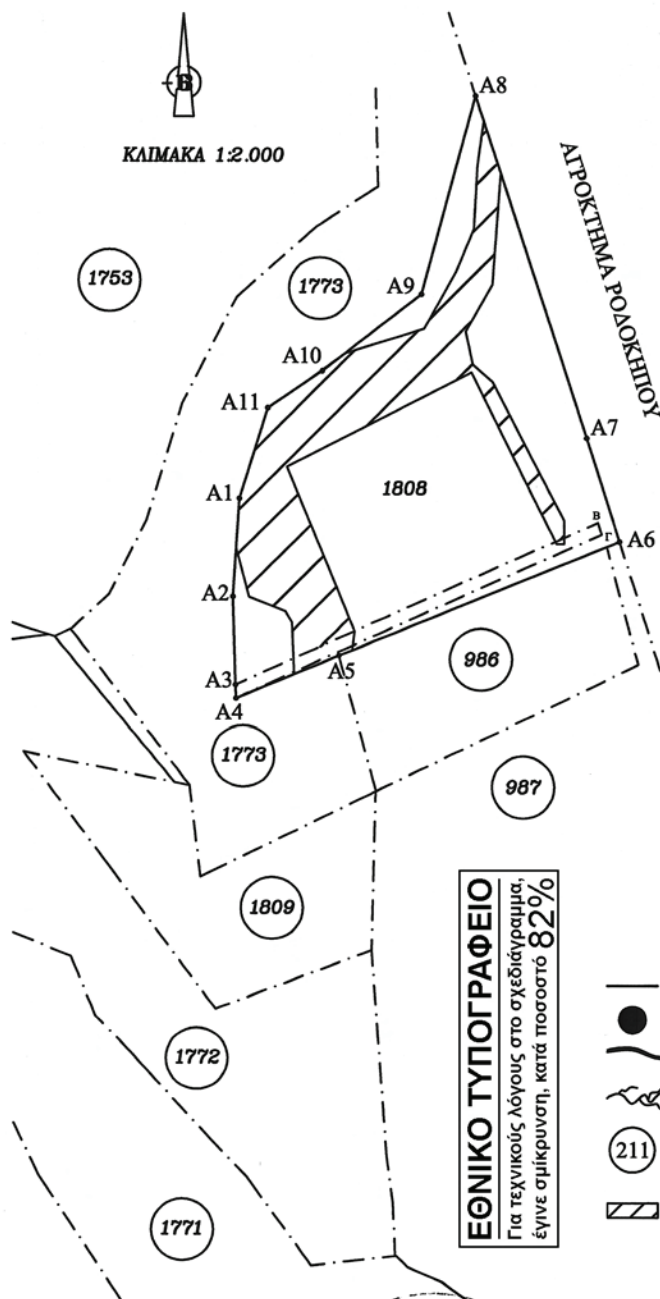 Β
ΚΛΙΜΑΚΑ 1:2.000
A8
ΑΓΡΟΚΤΗΜΑ ΡΟΔΟΚΗΠΟΥ
1753
1773
A9
A10
A11
A7
A1
1808
B
Γ
A6
A2
A5
986
A3
A4
1773
987
1809
ΕΘΝΙΚΟ ΤΥΠΟΓΡΑΦΕΙΟ
Για τεχνικούς λόγους στο σχεδιάγραμμα,
έγινε σμίκρυνση, κατά ποσοστό 82%
1772
211
1771